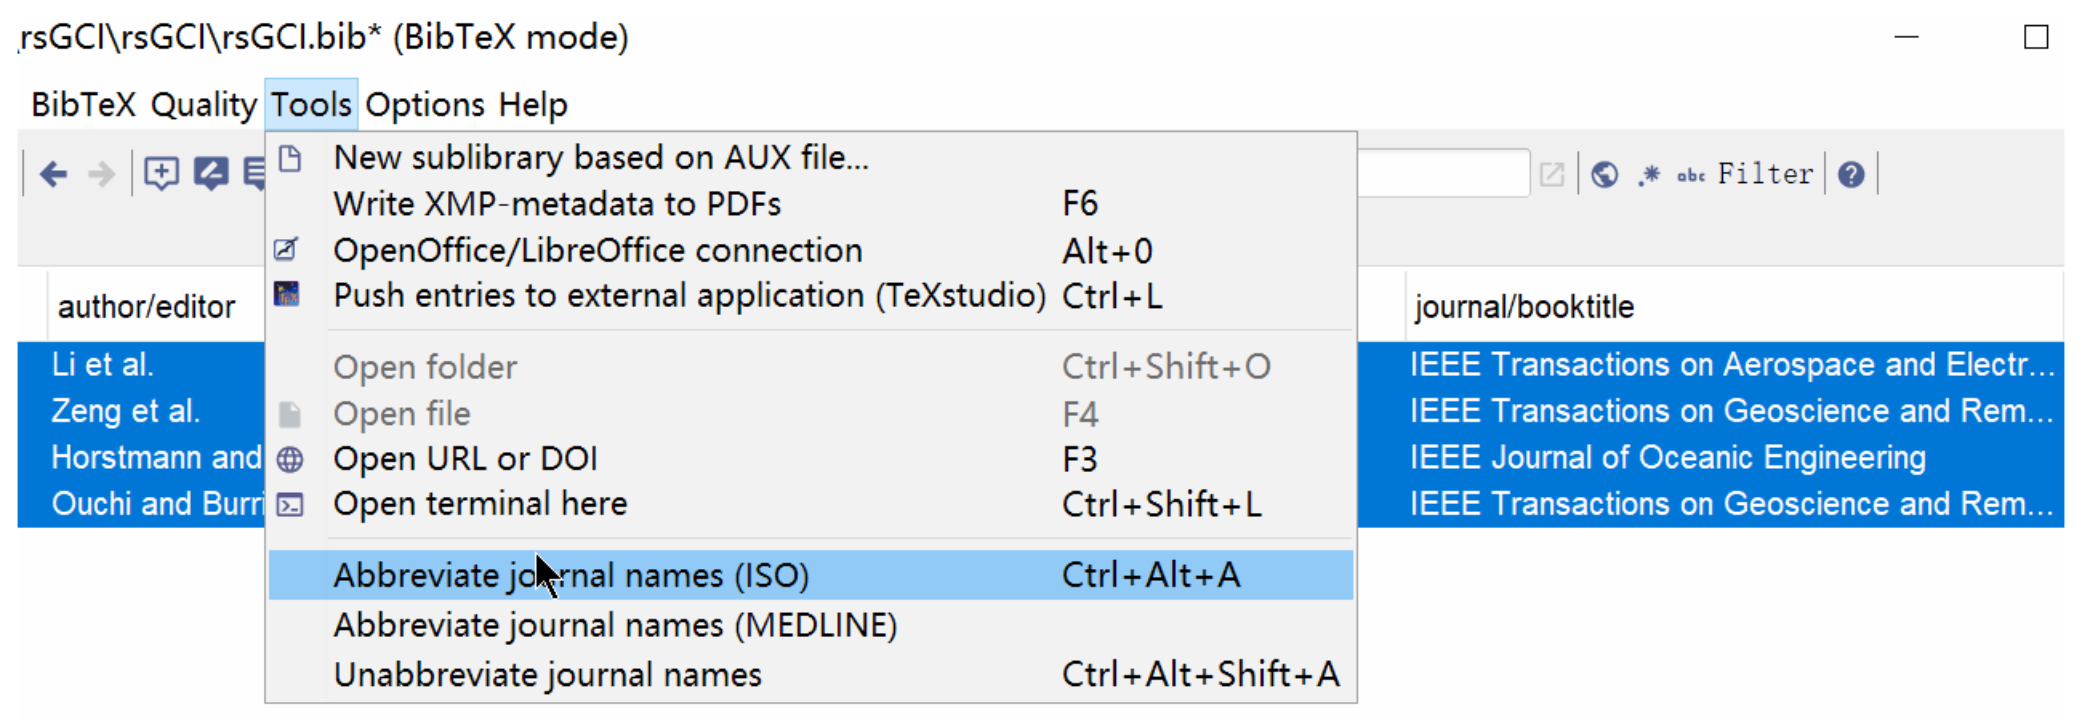 rsGCI\rsGCI\rsGCI.bib* (BibTeX mode)
BibTeX Quality Tools Options Help
abc Filter
New sublibrary based on AUX file...
Write XMP-metadata to PDFs F6
OpenOffice/LibreOffice connection Alt+0
Push entries to external application (TeXstudio) Ctrl+L
Open folder Ctrl+Shift+O
Open file F4
Open URL or DOI F3
Open terminal here Ctrl+Shift+L
Abbreviate journal names (ISO) Ctrl+Alt+A
Abbreviate journal names (MEDLINE)
Unabbreviate journal names Ctrl+Alt+Shift+A
author/editor journal/booktitle
Li et al. IEEE Transactions on Aerospace and Electr...
Zeng et al. IEEE Transactions on Geoscience and Rem...
Horstmann and IEEE Journal of Oceanic Engineering
Ouchi and Burri IEEE Transactions on Geoscience and Rem...